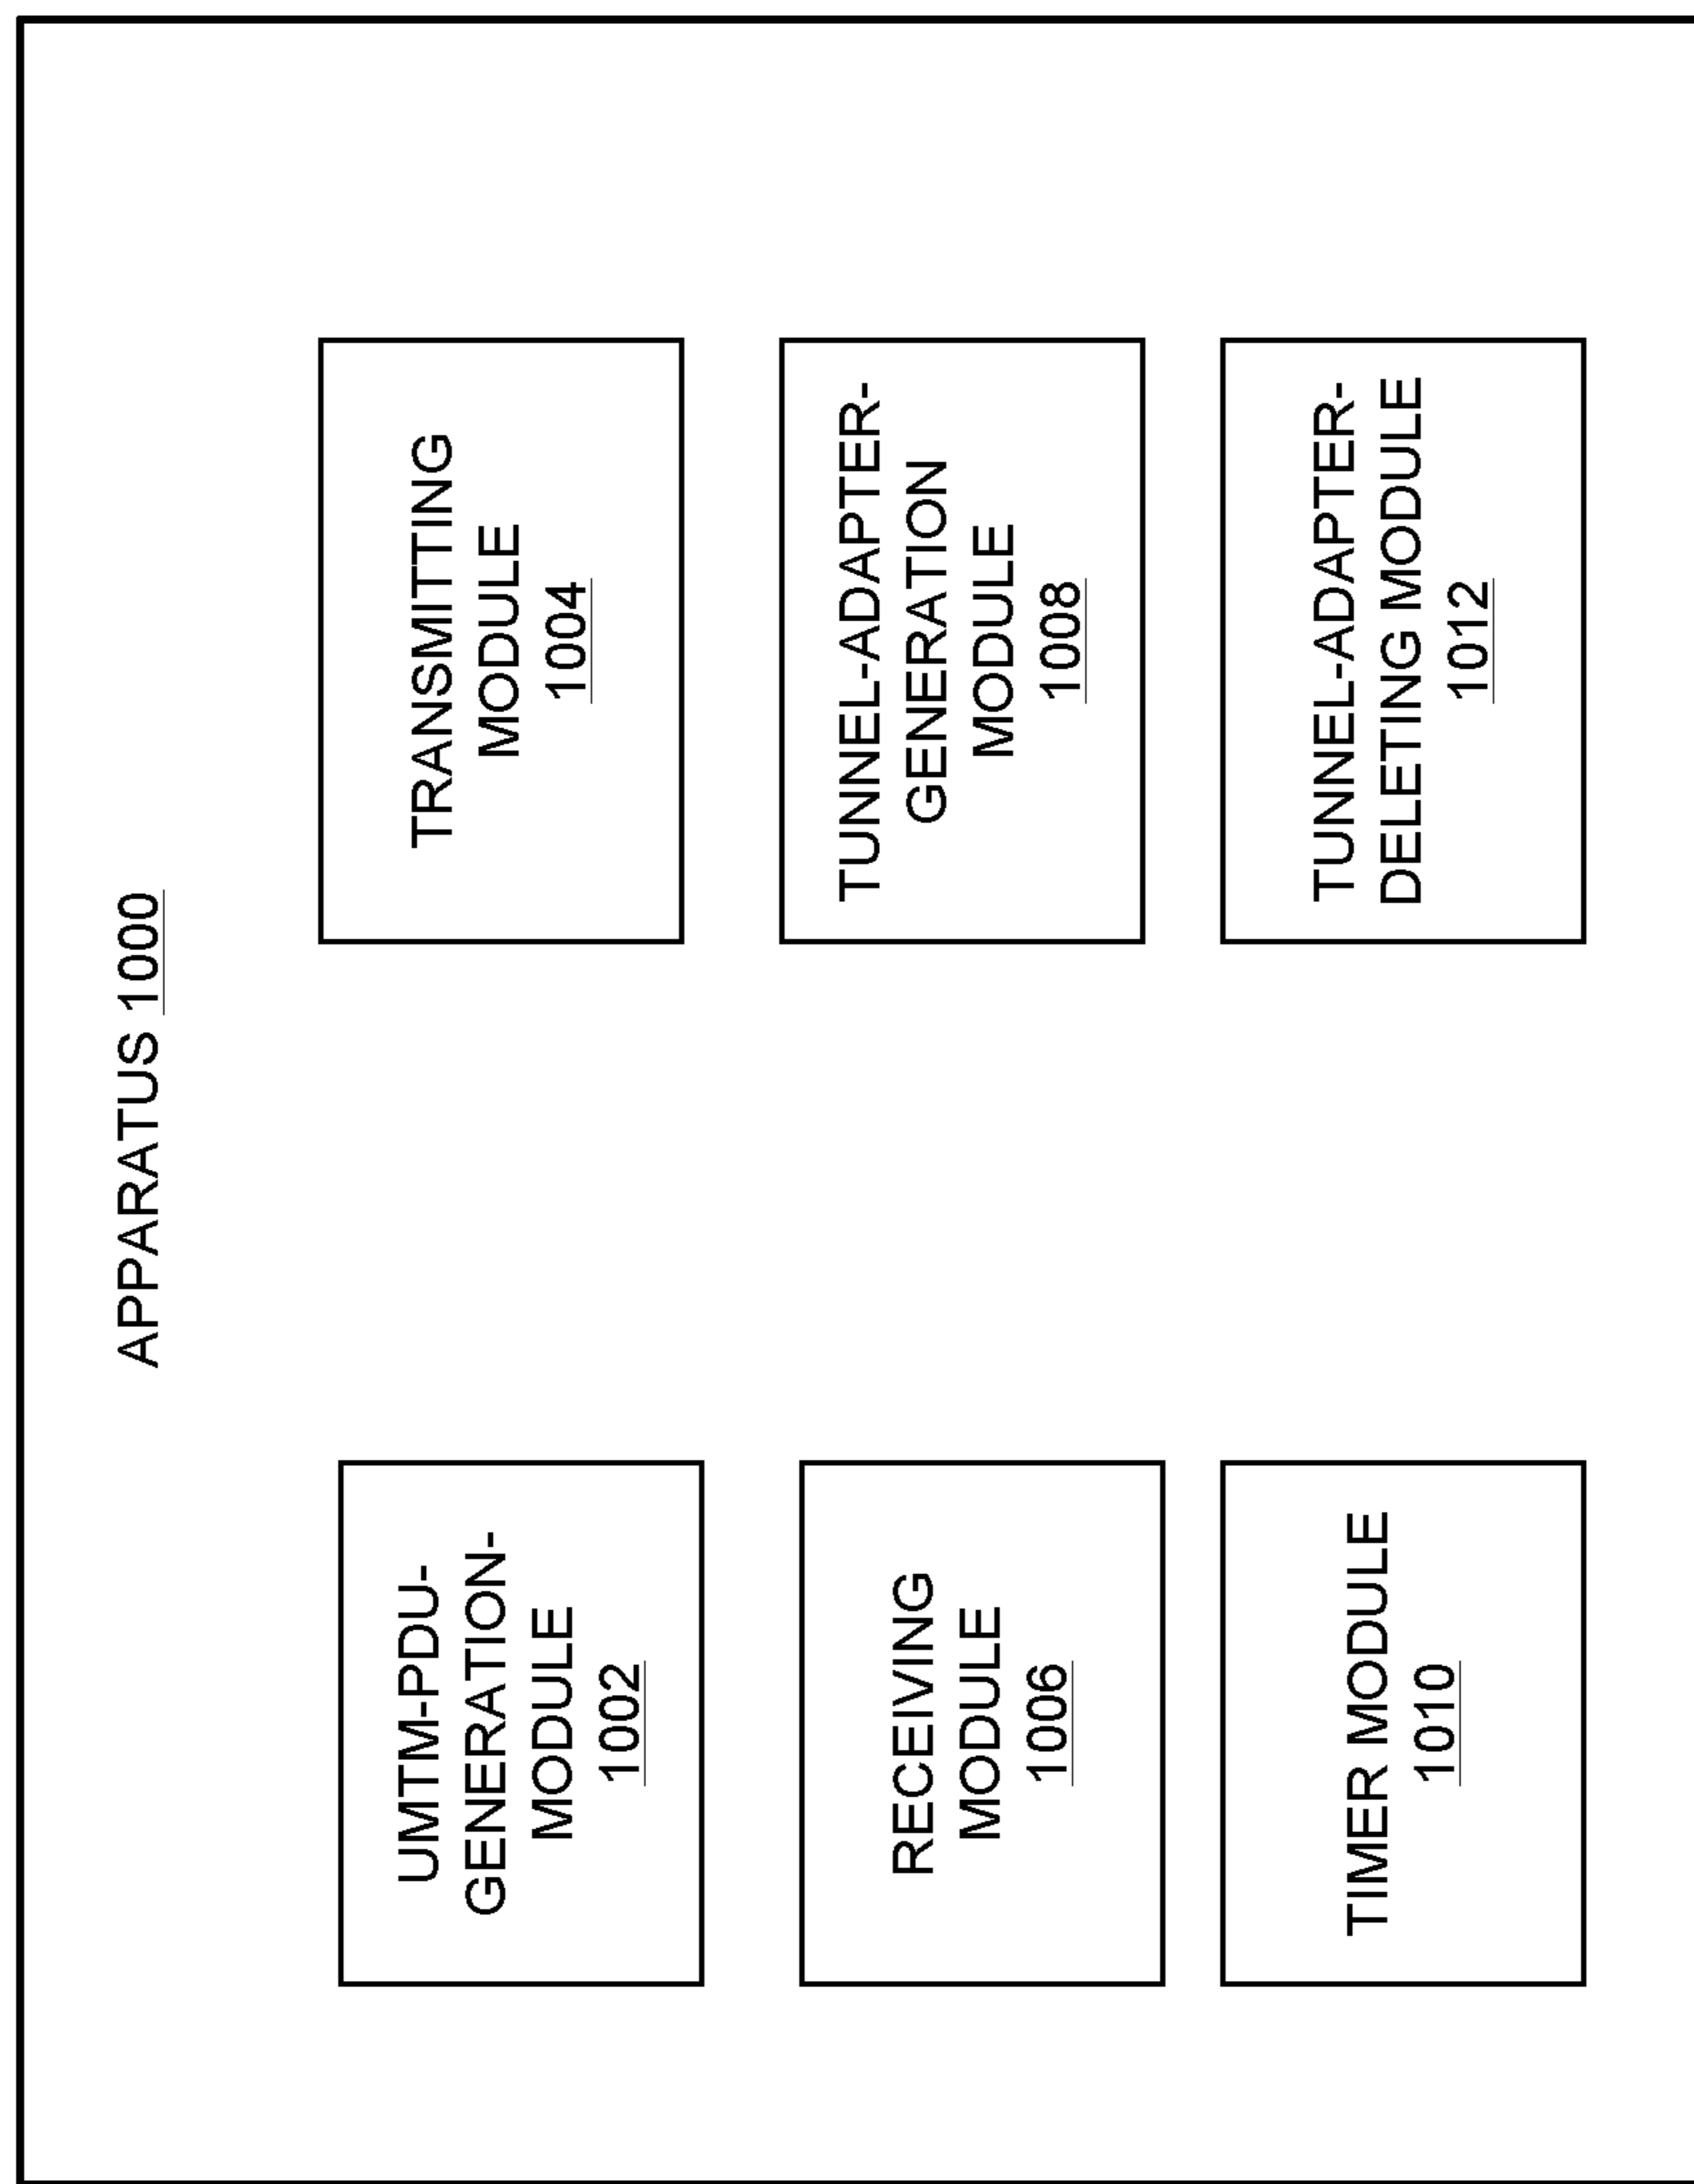 APPARATUS 1000
UMTM-PDU-
GENERATION-
MODULE
1002
TRANSMITTING
MODULE
1004
RECEIVING
MODULE
1006
TUNNEL-ADAPTER-
GENERATION
MODULE
1008
TIMER MODULE
1010
TUNNEL-ADAPTER-
DELETING MODULE
1012